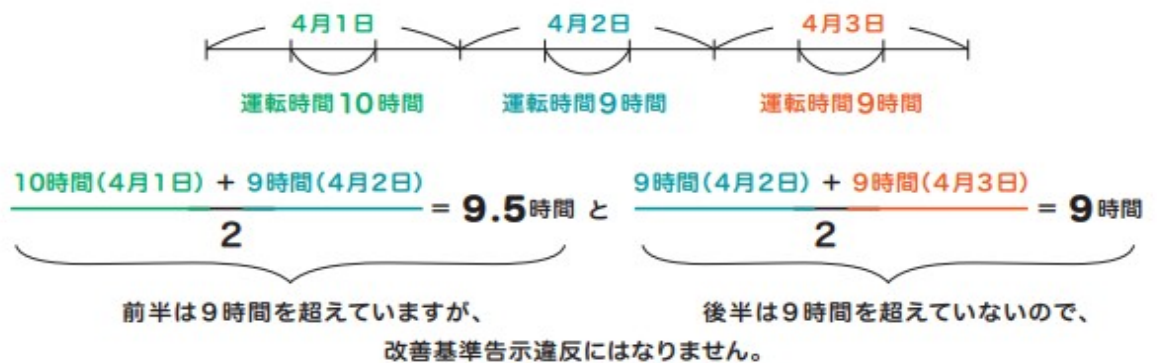 4月1日 4月2日 4月3日
運転時間10時間 運転時間9時間 運転時間9時間
10時間(4月1日) + 9時間(4月2日) 9時間(4月2日) + 9時間(4月3日)
= 9.5時間 と = 9時間
2 2
前半は9時間を超えていますが、 後半は9時間を超えていないので、
改善基準告示違反にはなりません。